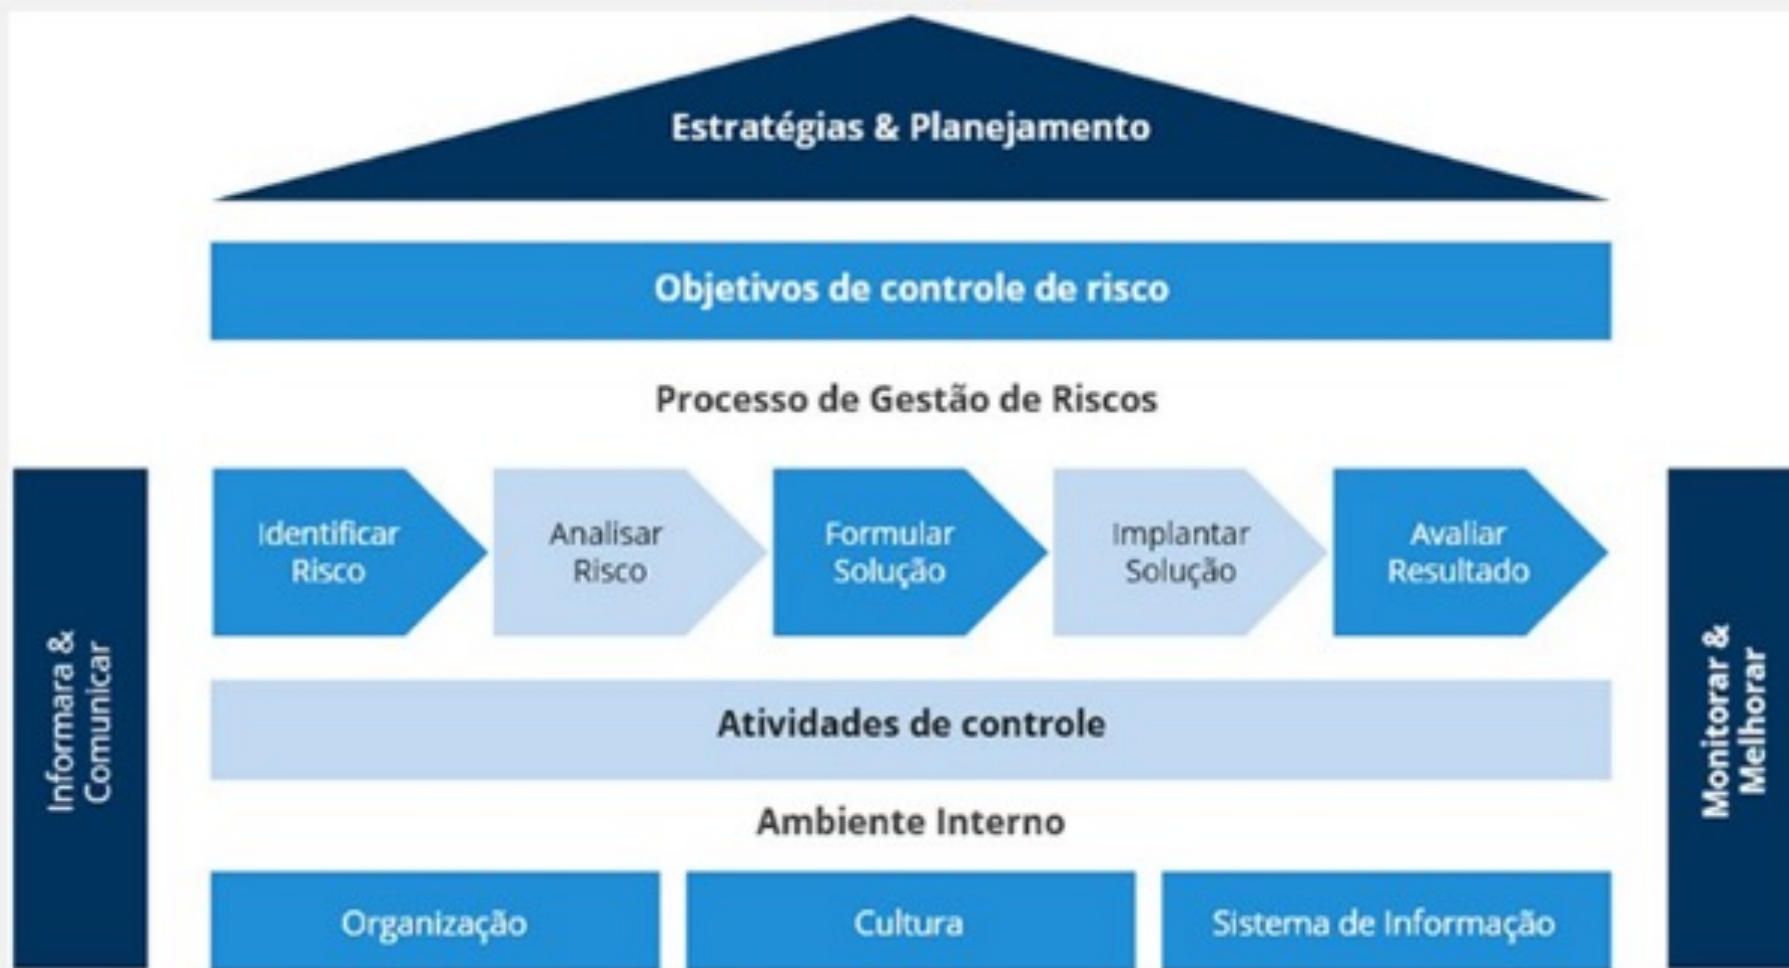 Estratégias & Planejamento
Objetivos de controle de risco
Processo de Gestão de Riscos
Informara &
Comunicar
Identificar
Risco
Analisar
Risco
Formular
Solução
Implantar
Solução
Avaliar
Resultado
Monitorar &
Melhorar
Atividades de controle
Ambiente Interno
Organização
Cultura
Sistema de Informação